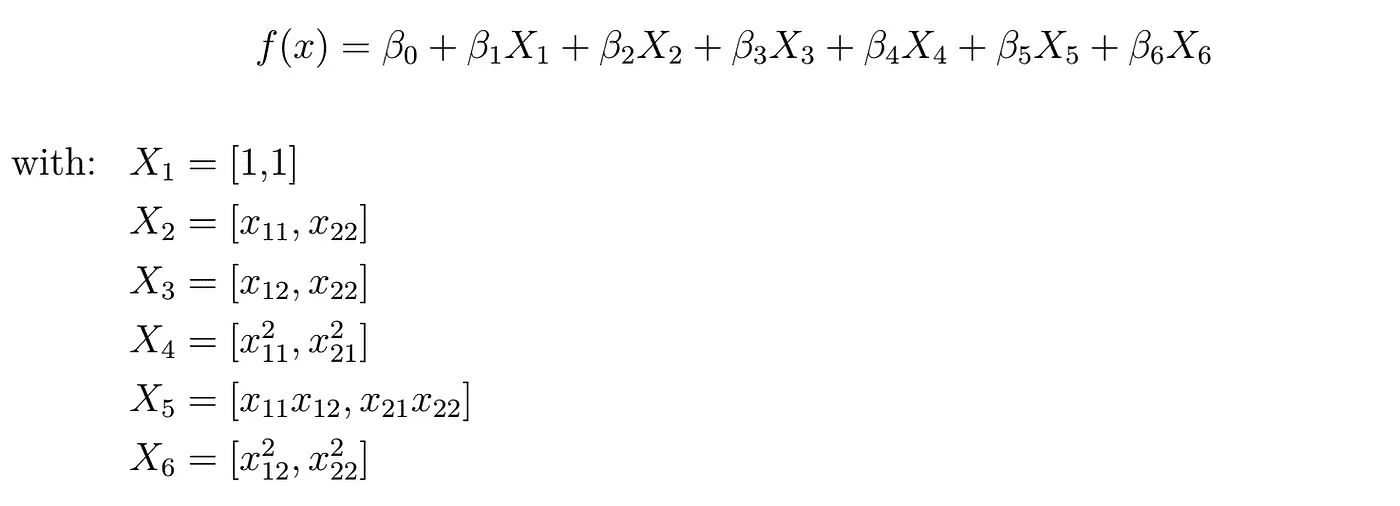 f(x) = β₀ + β₁X₁ + β₂X₂ + β₃X₃ + β₄X₄ + β₅X₅ + β₆X₆
with: X₁ = [1,1]
X₂ = [x₁₁, x₂₂]
X₃ = [x₁₂, x₂₂]
X₄ = [x₁₁², x₂₁²]
X₅ = [x₁₁x₁₂, x₂₁x₂₂]
X₆ = [x₁₂², x₂₂²]